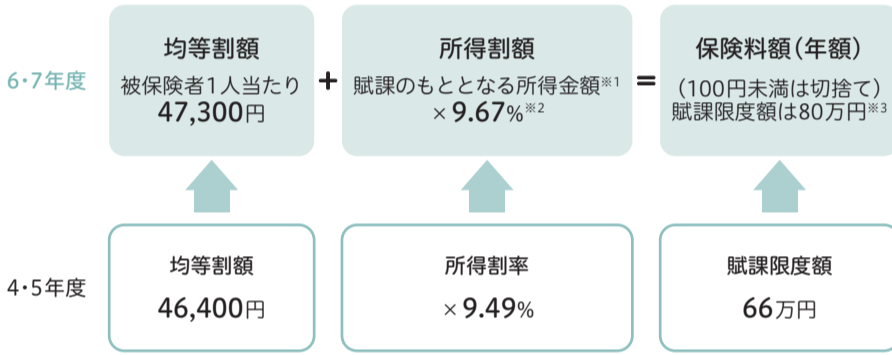 6・7年度
均等割額
被保険者1人当たり
47,300円
+
所得割額
賦課のもととなる所得金額※1
×9.67%※2
=
保険料額(年額)
(100円未満は切捨て)
賦課限度額は80万円※3
4・5年度
均等割額
46,400円
所得割率
×9.49%
賦課限度額
66万円